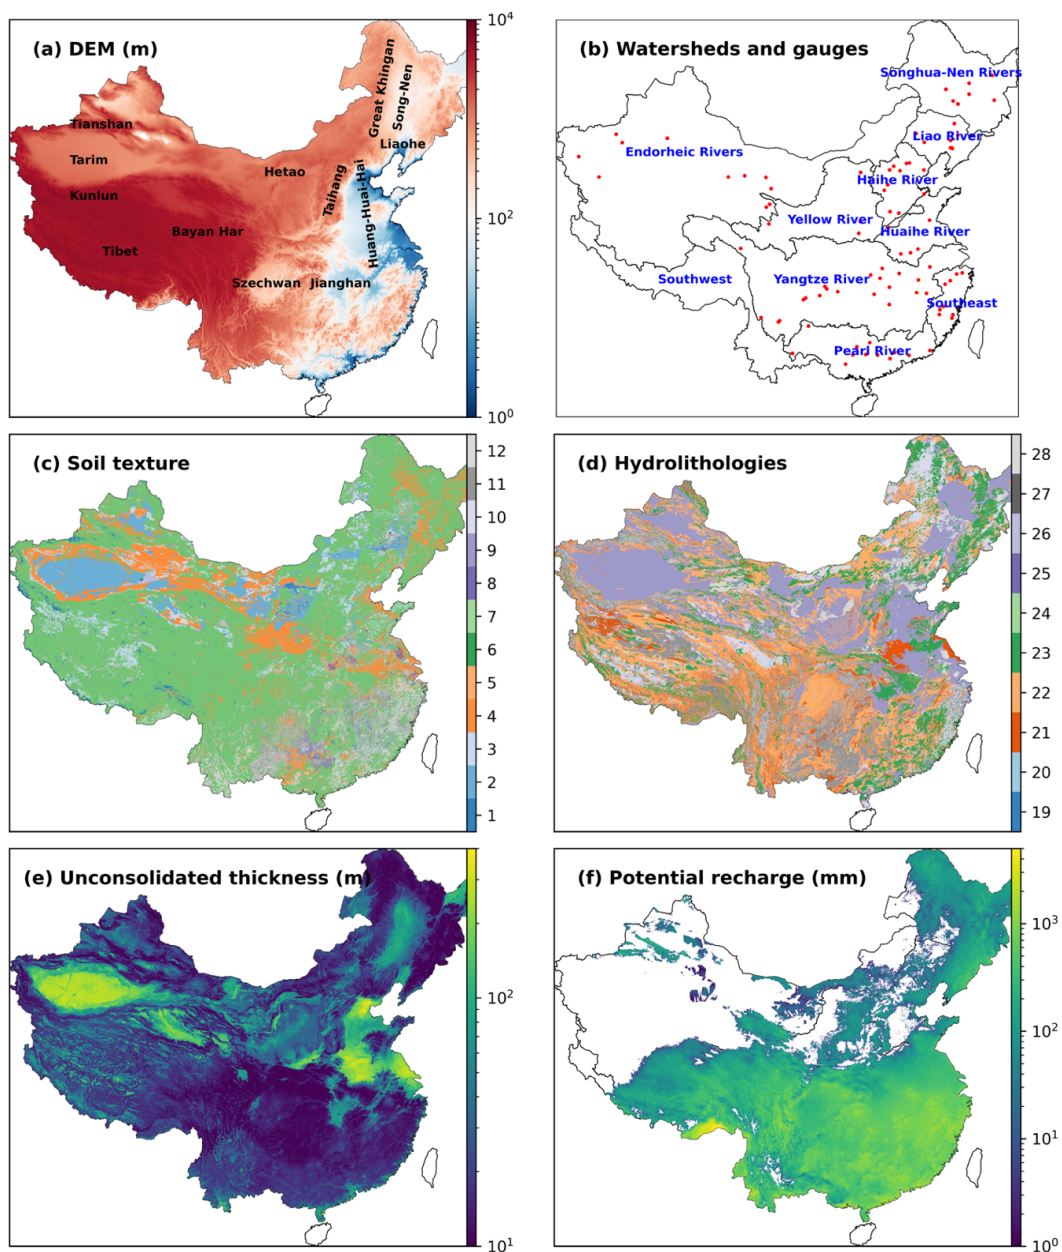 (a) DEM (m)
Great Khingan
Song-Nen
Tianshan
Liaohe
Tarim
Hetao
Taihang
Kunlun
Huang-Huai-Hai
Bayan Har
Tibet
Szechwan
Jianghan
10^4
10^2
10^0
(b) Watersheds and gauges
Songhua-Nen Rivers
Liao River
Endorheic Rivers
Haihe River
Yellow River
Huaihe River
Southwest
Yangtze River
Southeast
Pearl River
(c) Soil texture
12
11
10
9
8
7
6
5
4
3
2
1
(d) Hydrolithologies
28
27
26
25
24
23
22
21
20
19
(e) Unconsolidated thickness (m)
10^2
10^1
(f) Potential recharge (mm)
10^3
10^2
10^1
10^0